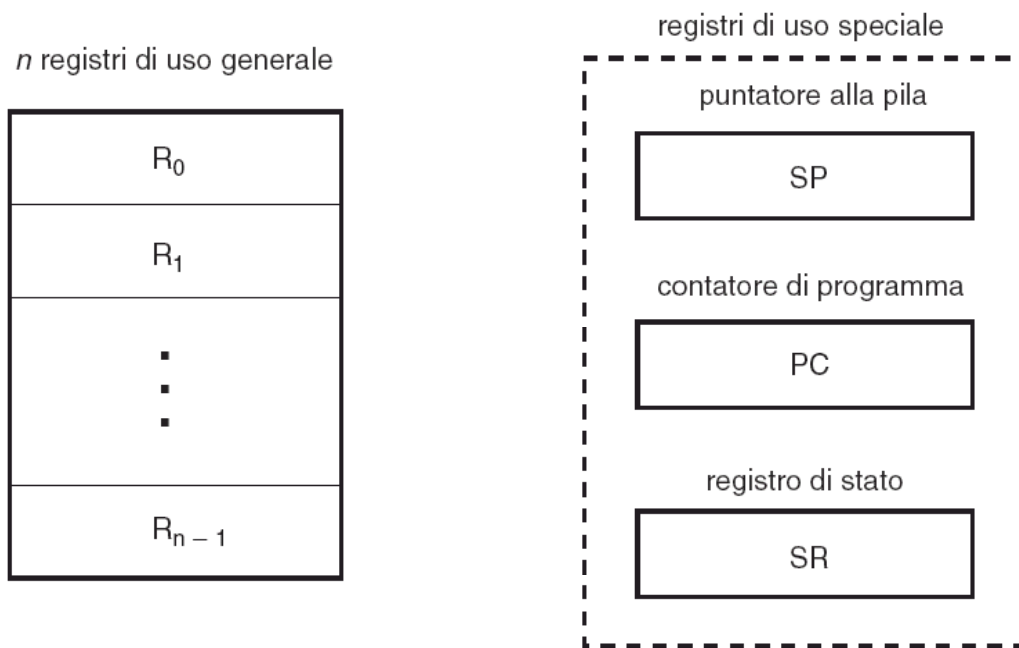 n registri di uso generale
R0
R1
Rn – 1
registri di uso speciale
puntatore alla pila
SP
contatore di programma
PC
registro di stato
SR